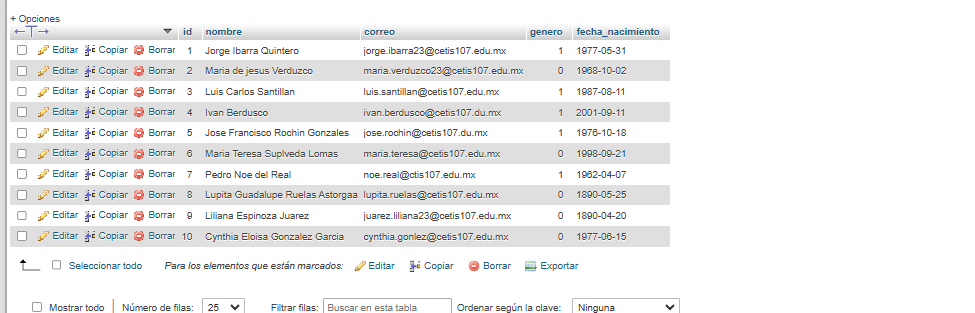 + Opciones
←T→ id nombre correo genero fecha_nacimiento
Editar Copiar Borrar 1 Jorge Ibarra Quintero jorge.ibarra23@cetis107.edu.mx 1 1977-05-31
Editar Copiar Borrar 2 Maria de jesus Verduzco maria.verduzco23@cetis107.edu.mx 0 1968-10-02
Editar Copiar Borrar 3 Luis Carlos Santillan luis.santillan@cetis107.edu.mx 1 1987-08-11
Editar Copiar Borrar 4 Ivan Berdusco ivan.berdusco@cetis107.du.mx 1 2001-09-11
Editar Copiar Borrar 5 Jose Francisco Rochin Gonzales jose.rochin@cetis107.du.mx 1 1976-10-18
Editar Copiar Borrar 6 Maria Teresa Suplveda Lomas maria.teresa@cetis107.edu.mx 0 1998-09-21
Editar Copiar Borrar 7 Pedro Noe del Real noe.real@ctis107.edu.mx 1 1962-04-07
Editar Copiar Borrar 8 Lupita Guadalupe Ruelas Astorgaa lupita.ruelas@cetis107.edu.mx 0 1890-05-25
Editar Copiar Borrar 9 Liliana Espinoza Juarez juarez.liliana23@cetis107.edu.mx 0 1890-04-20
Editar Copiar Borrar 10 Cynthia Eloisa Gonzalez Garcia cynthia.gonlez@cetis107.edu.mx 0 1977-06-15
Seleccionar todo Para los elementos que están marcados: Editar Copiar Borrar Exportar
Mostrar todo Número de filas: 25 Filtrar filas: Buscar en esta tabla Ordenar según la clave: Ninguna